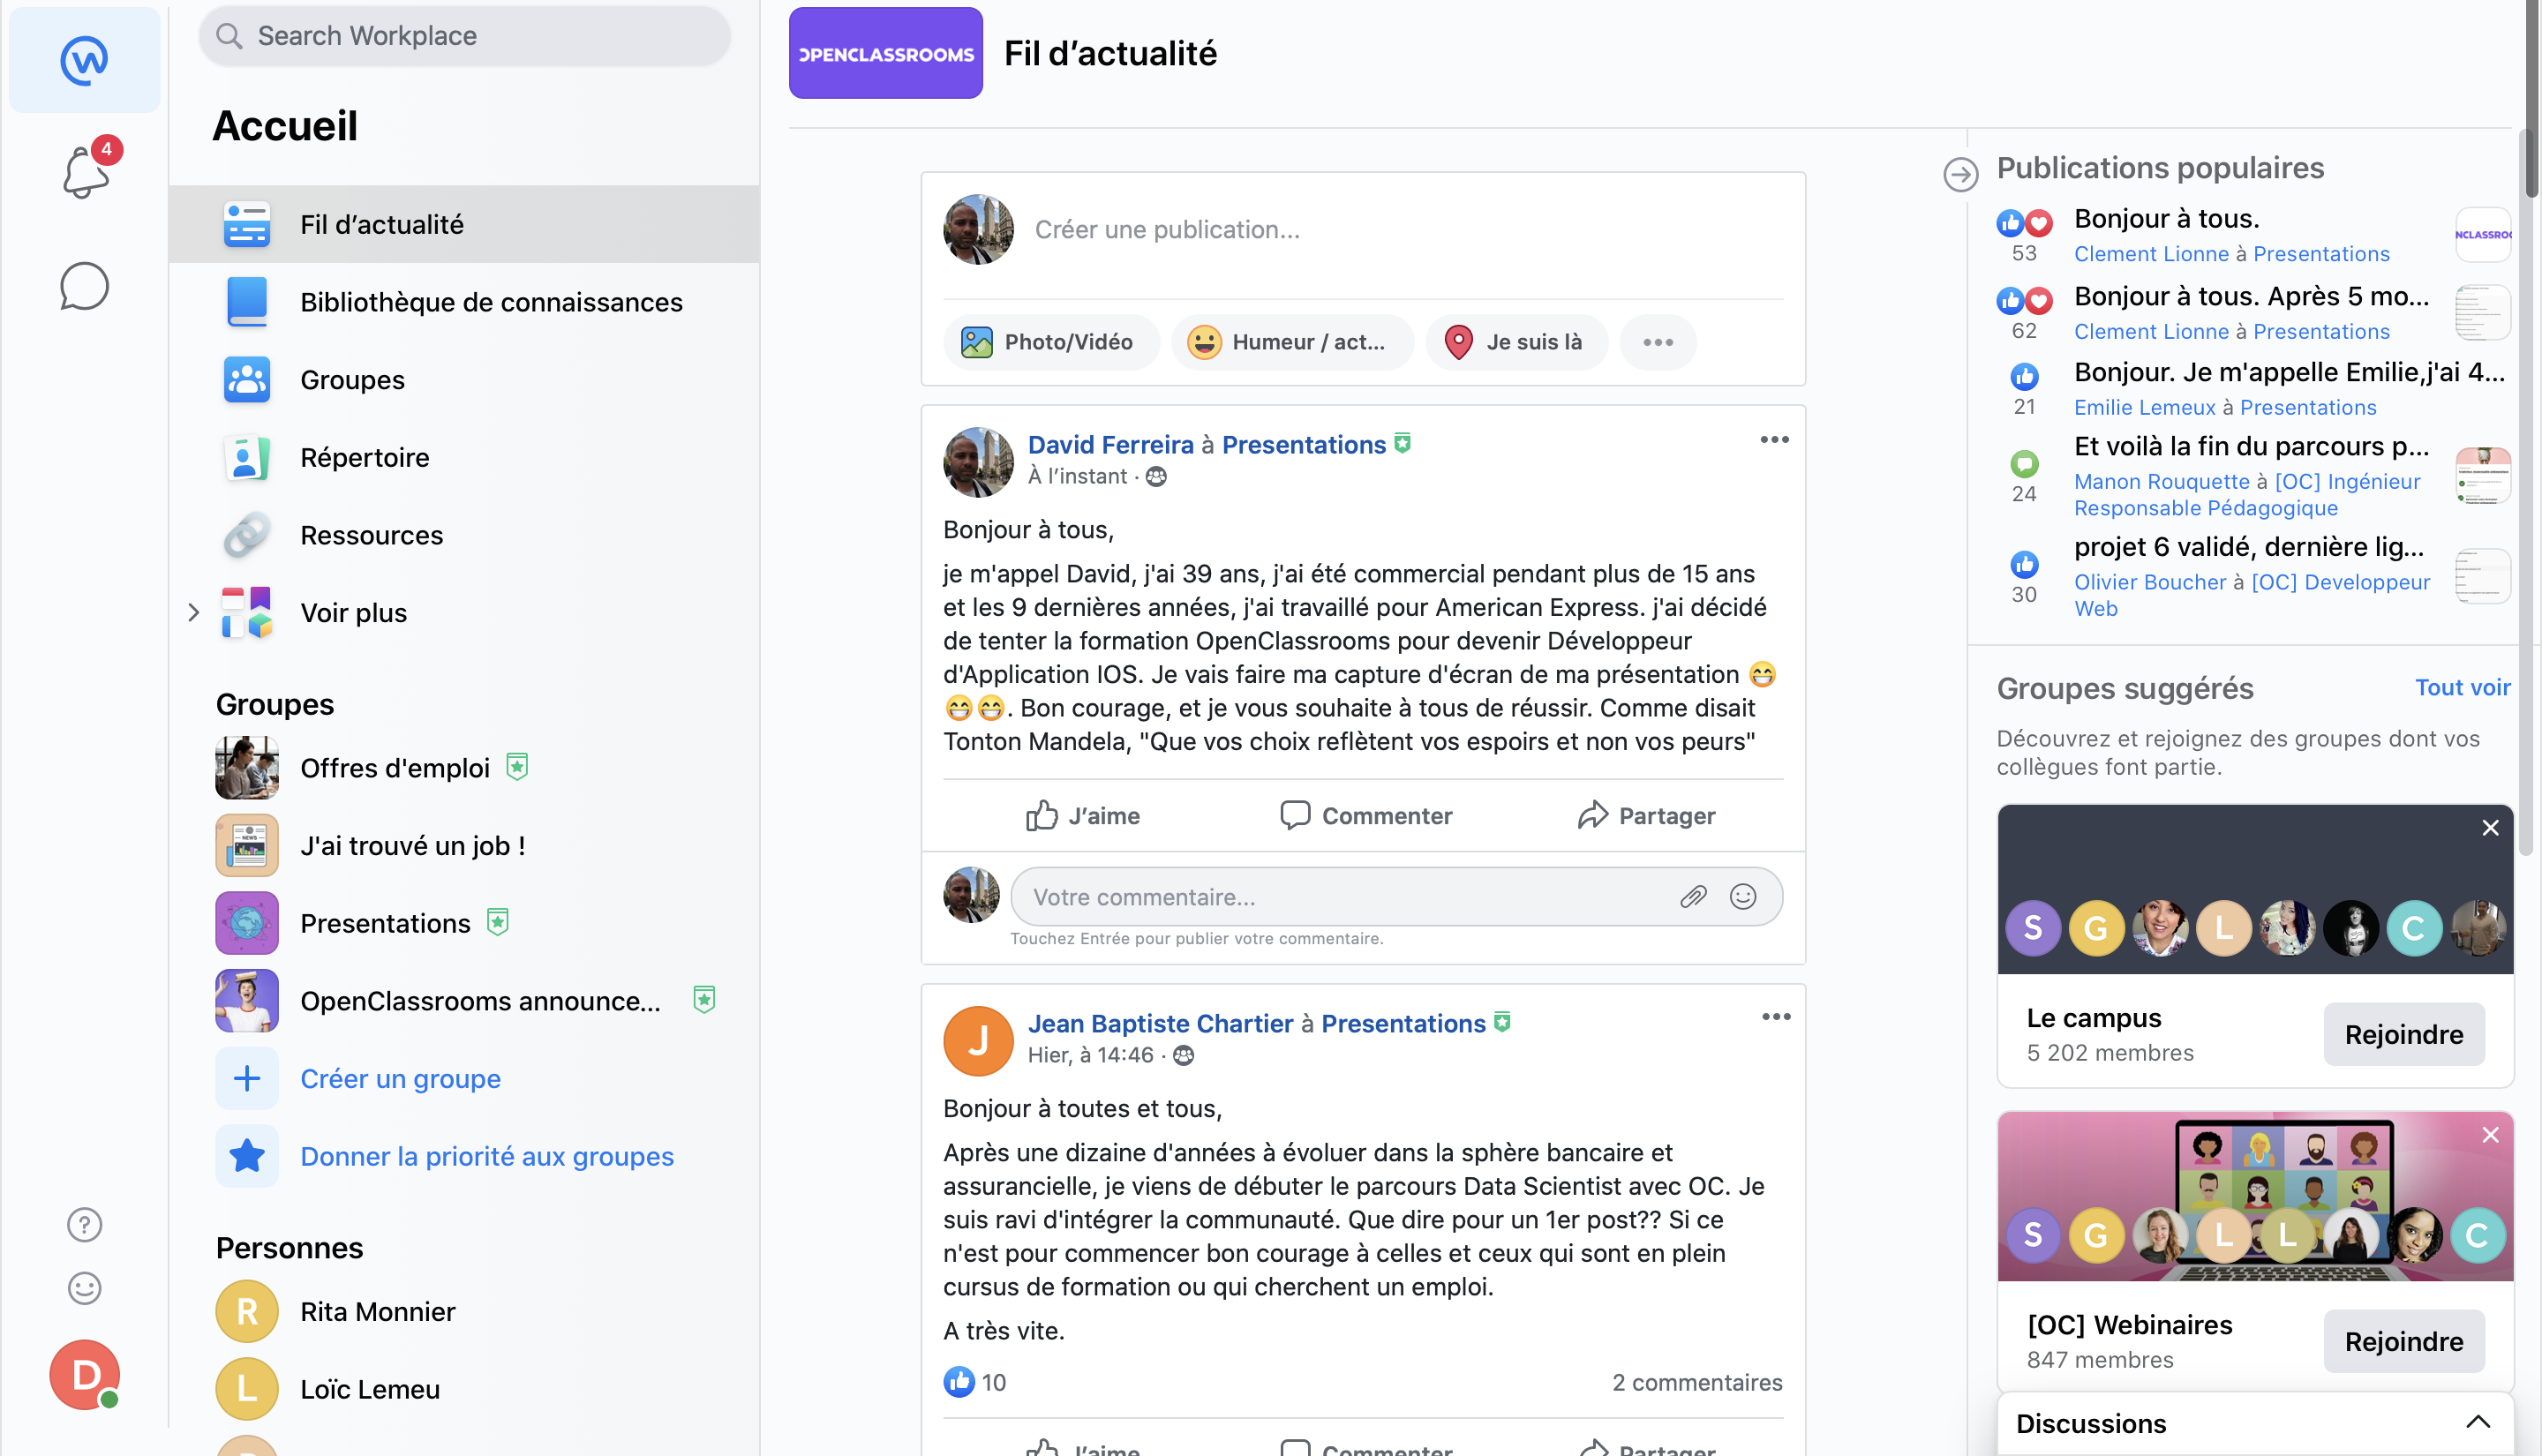 Search Workplace
Accueil
4
Fil d’actualité
Bibliothèque de connaissances
Groupes
Répertoire
Ressources
Voir plus
Groupes
Offres d'emploi
J'ai trouvé un job !
Presentations
OpenClassrooms announce...
Créer un groupe
Donner la priorité aux groupes
Personnes
R
Rita Monnier
L
Loïc Lemeu
D
OPENCLASSROOMS
Fil d’actualité
Créer une publication...
Photo/Vidéo
Humeur / act...
Je suis là
David Ferreira à Presentations
À l’instant ·
Bonjour à tous,
je m'appel David, j'ai 39 ans, j'ai été commercial pendant plus de 15 ans
et les 9 dernières années, j'ai travaillé pour American Express. j'ai décidé
de tenter la formation OpenClassrooms pour devenir Développeur
d'Application IOS. Je vais faire ma capture d'écran de ma présentation 😁
😁😁. Bon courage, et je vous souhaite à tous de réussir. Comme disait
Tonton Mandela, "Que vos choix reflètent vos espoirs et non vos peurs"
J’aime
Commenter
Partager
Votre commentaire...
Touchez Entrée pour publier votre commentaire.
J
Jean Baptiste Chartier à Presentations
Hier, à 14:46 ·
Bonjour à toutes et tous,
Après une dizaine d'années à évoluer dans la sphère bancaire et
assurancielle, je viens de débuter le parcours Data Scientist avec OC. Je
suis ravi d'intégrer la communauté. Que dire pour un 1er post?? Si ce
n'est pour commencer bon courage à celles et ceux qui sont en plein
cursus de formation ou qui cherchent un emploi.
A très vite.
10
2 commentaires
J’aime
Commenter
Partager
Publications populaires
Bonjour à tous.
53
Clement Lionne à Presentations
NCLASSROO
Bonjour à tous. Après 5 mo...
62
Clement Lionne à Presentations
Bonjour. Je m'appelle Emilie,j'ai 4...
21
Emilie Lemeux à Presentations
Et voilà la fin du parcours p...
24
Manon Rouquette à [OC] Ingénieur
Responsable Pédagogique
projet 6 validé, dernière lig...
30
Olivier Boucher à [OC] Developpeur
Web
Groupes suggérés
Tout voir
Découvrez et rejoignez des groupes dont vos
collègues font partie.
S
G
L
C
Le campus
5 202 membres
Rejoindre
S
G
L
L
C
[OC] Webinaires
847 membres
Rejoindre
Discussions